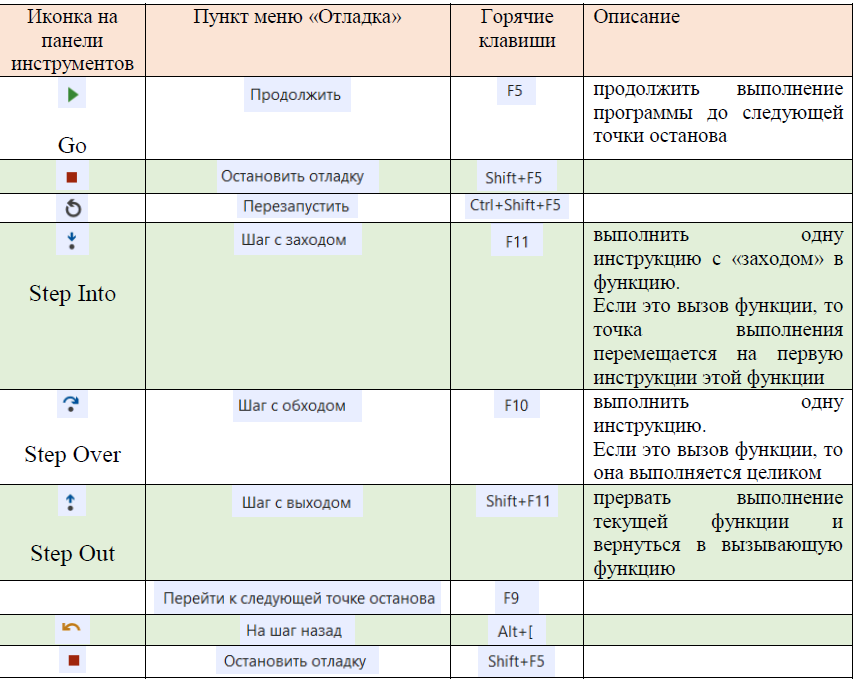 Иконка на
панели
инструментов
Пункт меню «Отладка»
Горячие
клавиши
Описание
Go
Продолжить
F5
продолжить выполнение
программы до следующей
точки останова
Остановить отладку
Shift+F5
Перезапустить
Ctrl+Shift+F5
Step Into
Шаг с заходом
F11
выполнить одну
инструкцию с «заходом» в
функцию.
Если это вызов функции, то
точка выполнения
перемещается на первую
инструкции этой функции
Step Over
Шаг с обходом
F10
выполнить одну
инструкцию.
Если это вызов функции, то
она выполняется целиком
Step Out
Шаг с выходом
Shift+F11
прервать выполнение
текущей функции и
вернуться в вызывающую
функцию
Перейти к следующей точке останова
F9
На шаг назад
Alt+[
Остановить отладку
Shift+F5